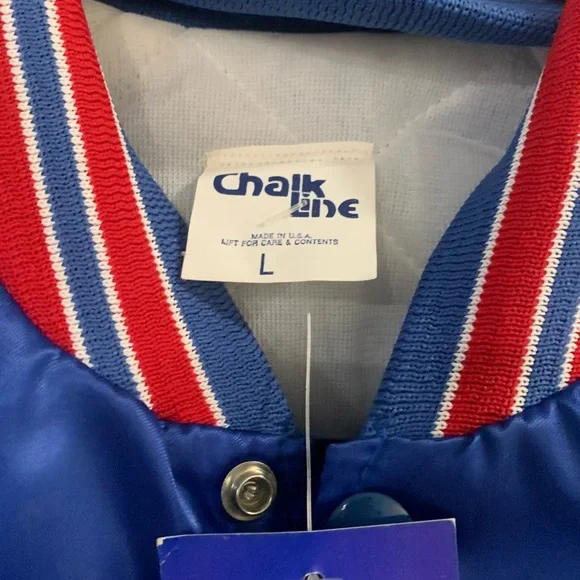 Chalk
Line
MADE IN U.S.A.
LIFT FOR CARE & CONTENTS
L